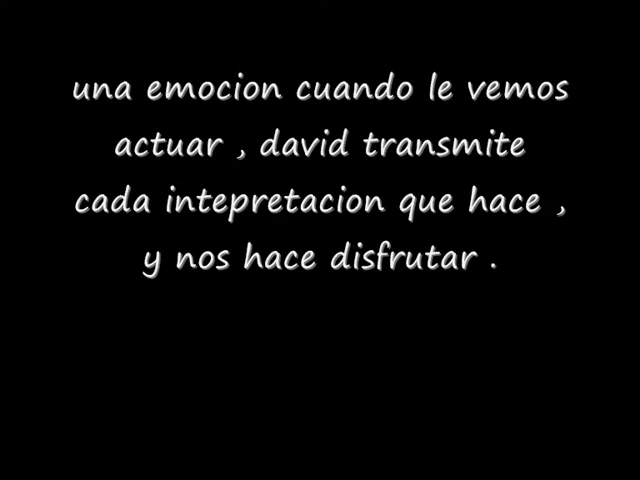 una emocion cuando le vemos
actuar , david transmite
cada intepretacion que hace ,
y nos hace disfrutar .